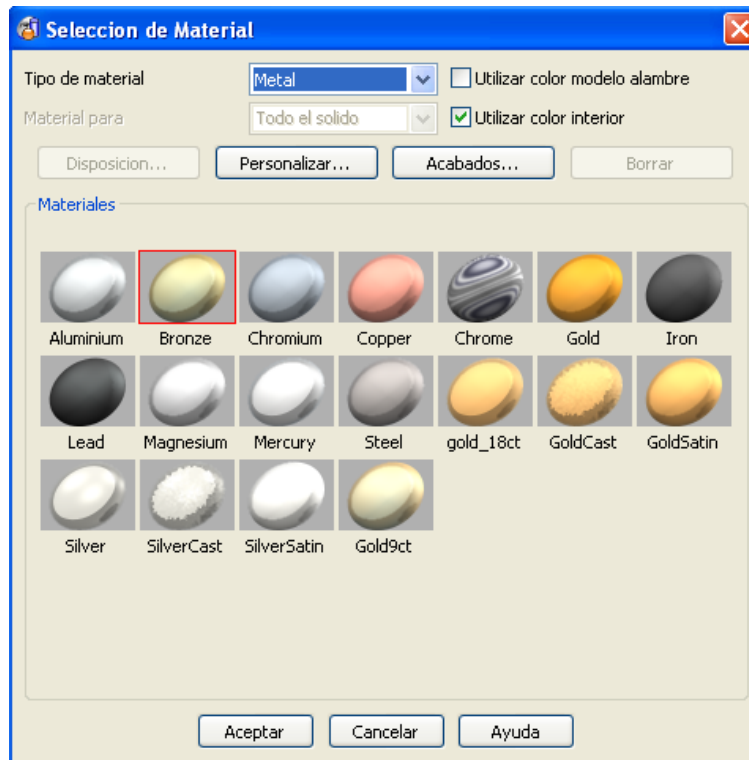 Seleccion de Material
Tipo de material Metal Utilizar color modelo alambre
Material para Todo el solido Utilizar color interior
Disposicion... Personalizar... Acabados... Borrar
Materiales
Aluminium Bronze Chromium Copper Chrome Gold Iron
Lead Magnesium Mercury Steel gold_18ct GoldCast GoldSatin
Silver SilverCast SilverSatin Gold9ct
Aceptar Cancelar Ayuda